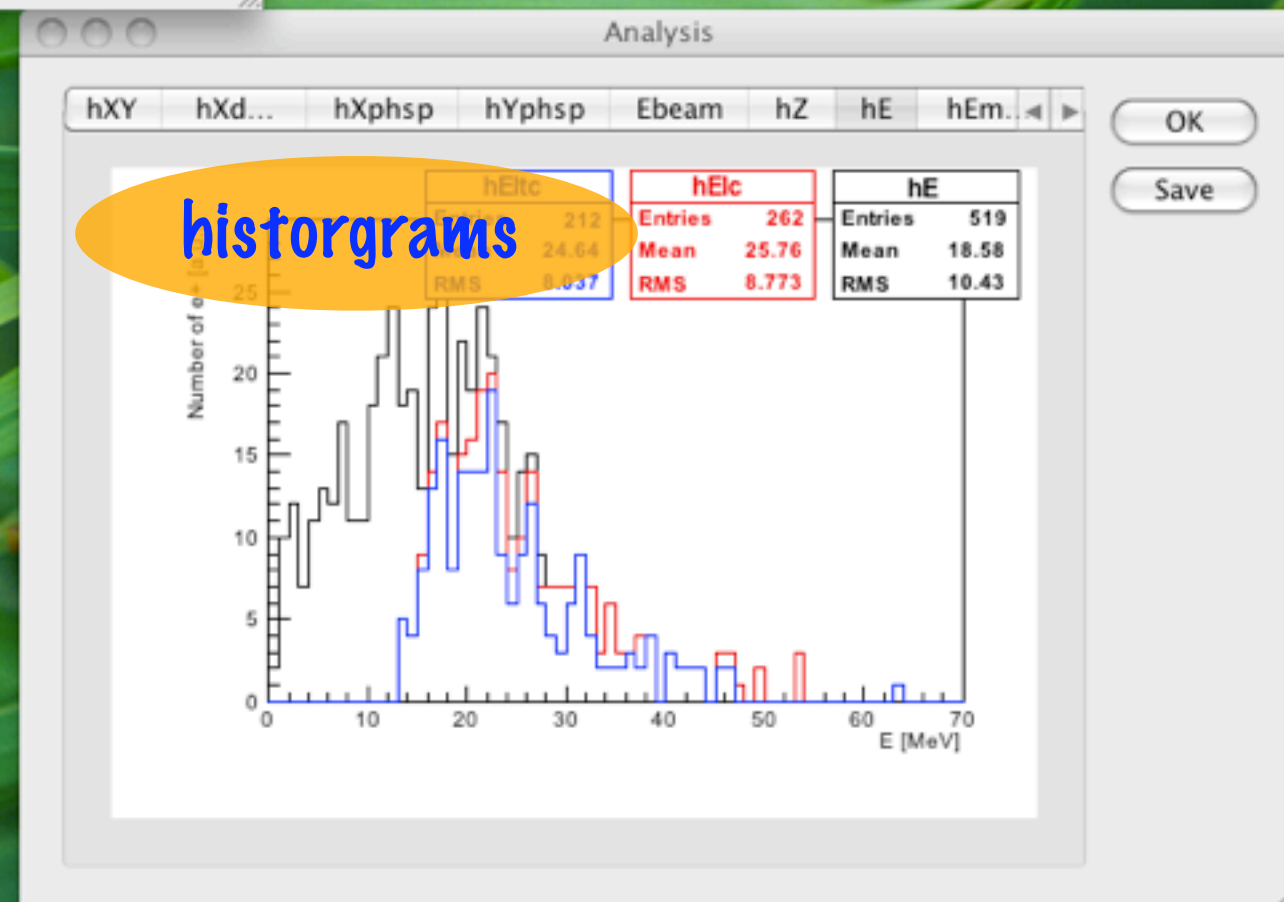 Analysis
hXY hXd... hXphsp hYphsp Ebeam hZ hE hEm.
OK
Save
historgrams
hEltc
212
24.64
RMS 8.037
hElc
Entries 262
Mean 25.76
RMS 8.773
hE
Entries 519
Mean 18.58
RMS 10.43
Number of e+
25
20
15
10
5
0
0 10 20 30 40 50 60 70
E [MeV]